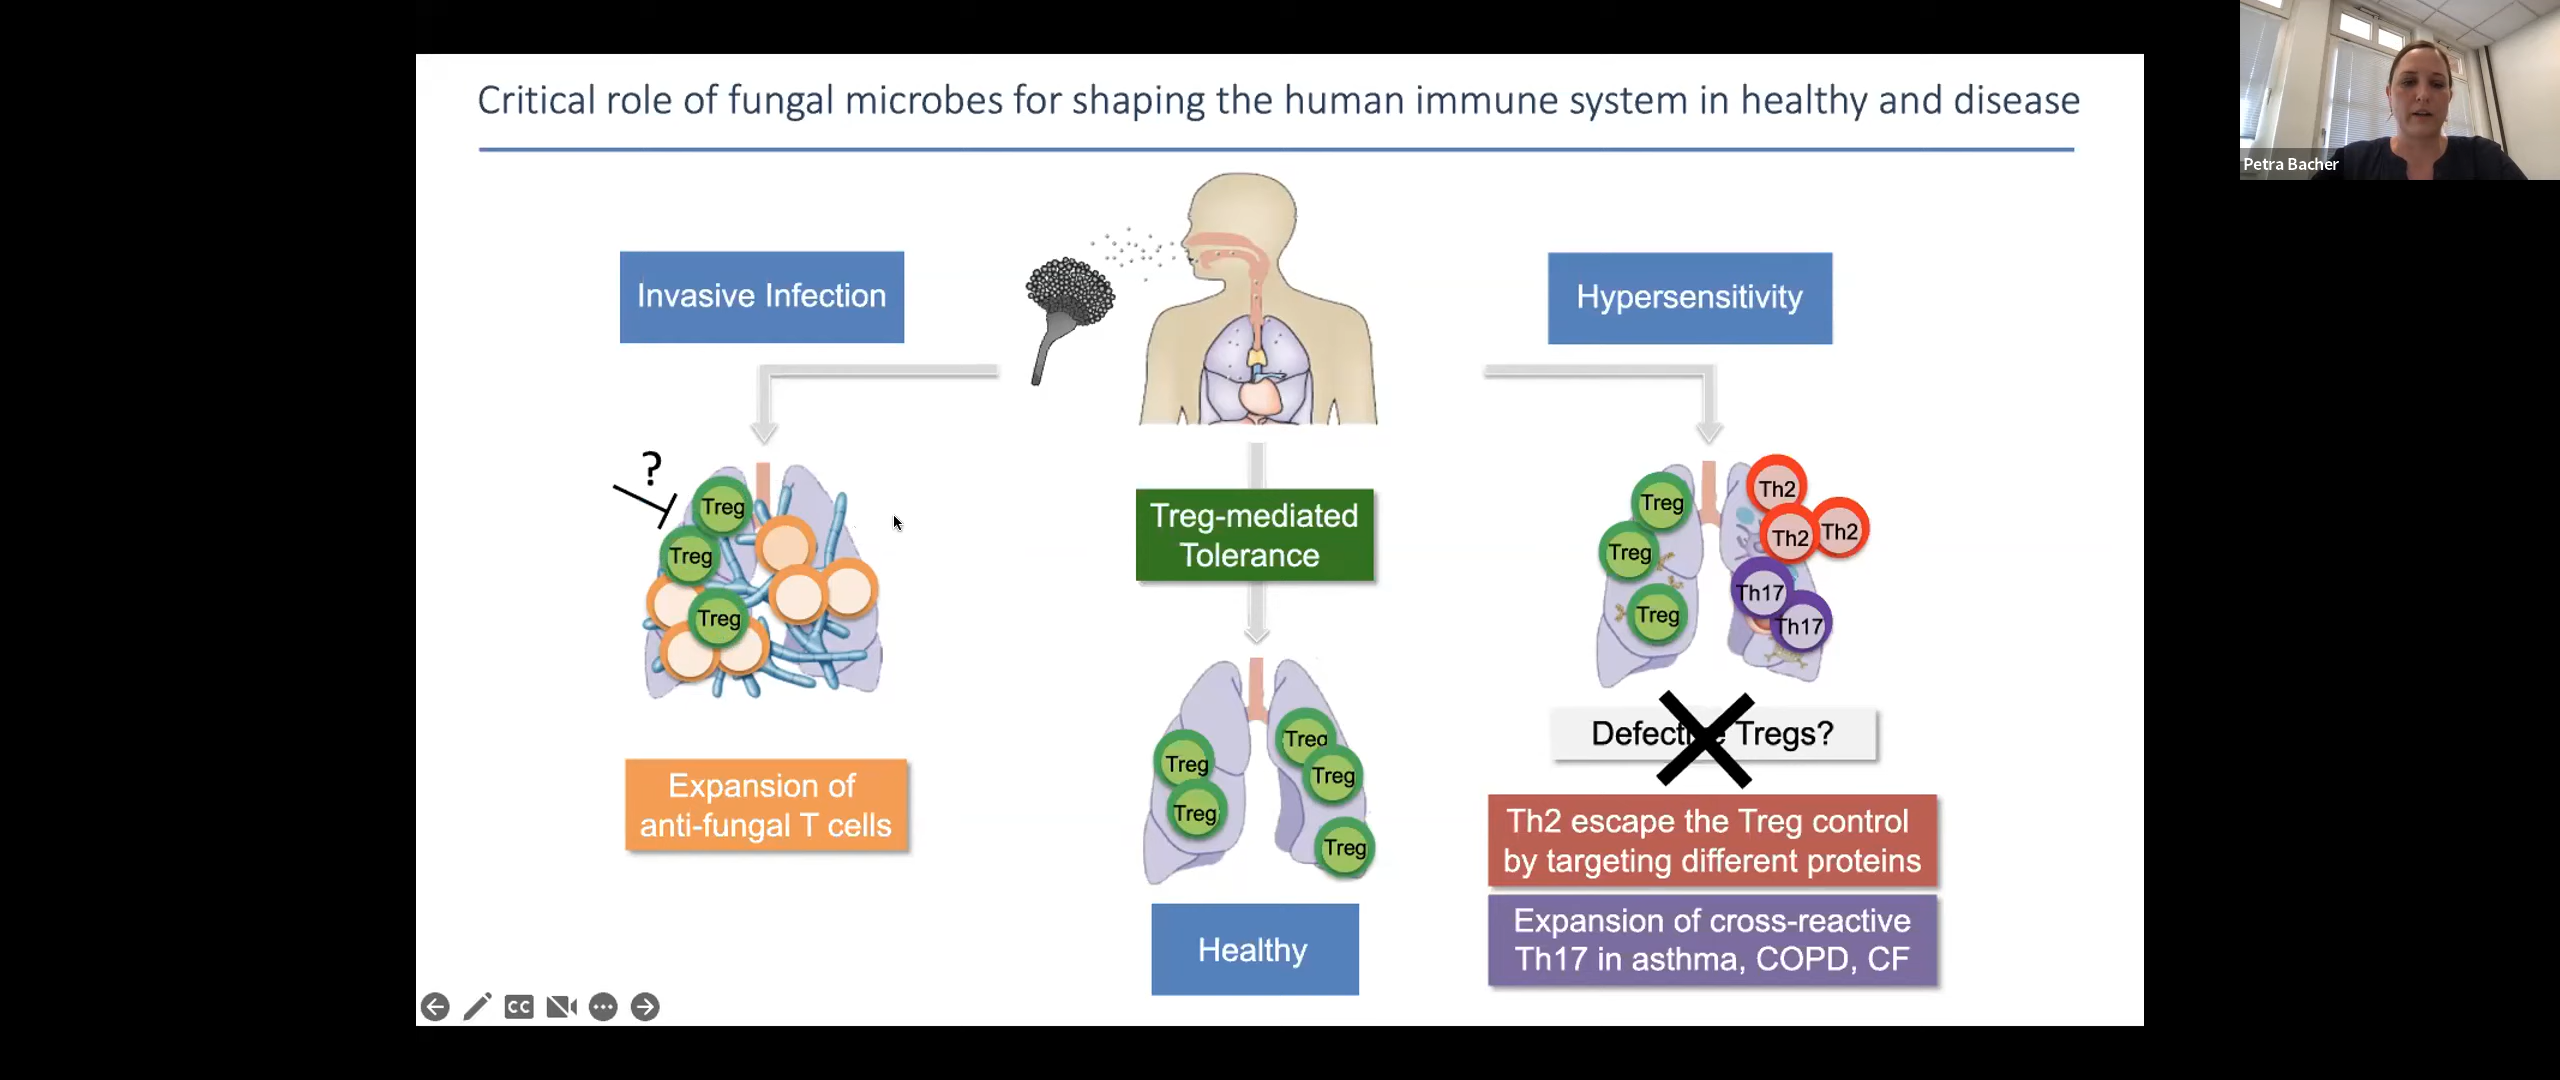 Critical role of fungal microbes for shaping the human immune system in healthy and disease
Petra Bacher
Invasive Infection
Hypersensitivity
?
Treg
Treg
Treg
Expansion of
anti-fungal T cells
Treg-mediated
Tolerance
Treg
Treg
Treg
Treg
Treg
Healthy
Treg
Treg
Treg
Th2
Th2
Th2
Th17
Th17
Defective Tregs?
Th2 escape the Treg control
by targeting different proteins
Expansion of cross-reactive
Th17 in asthma, COPD, CF
CC